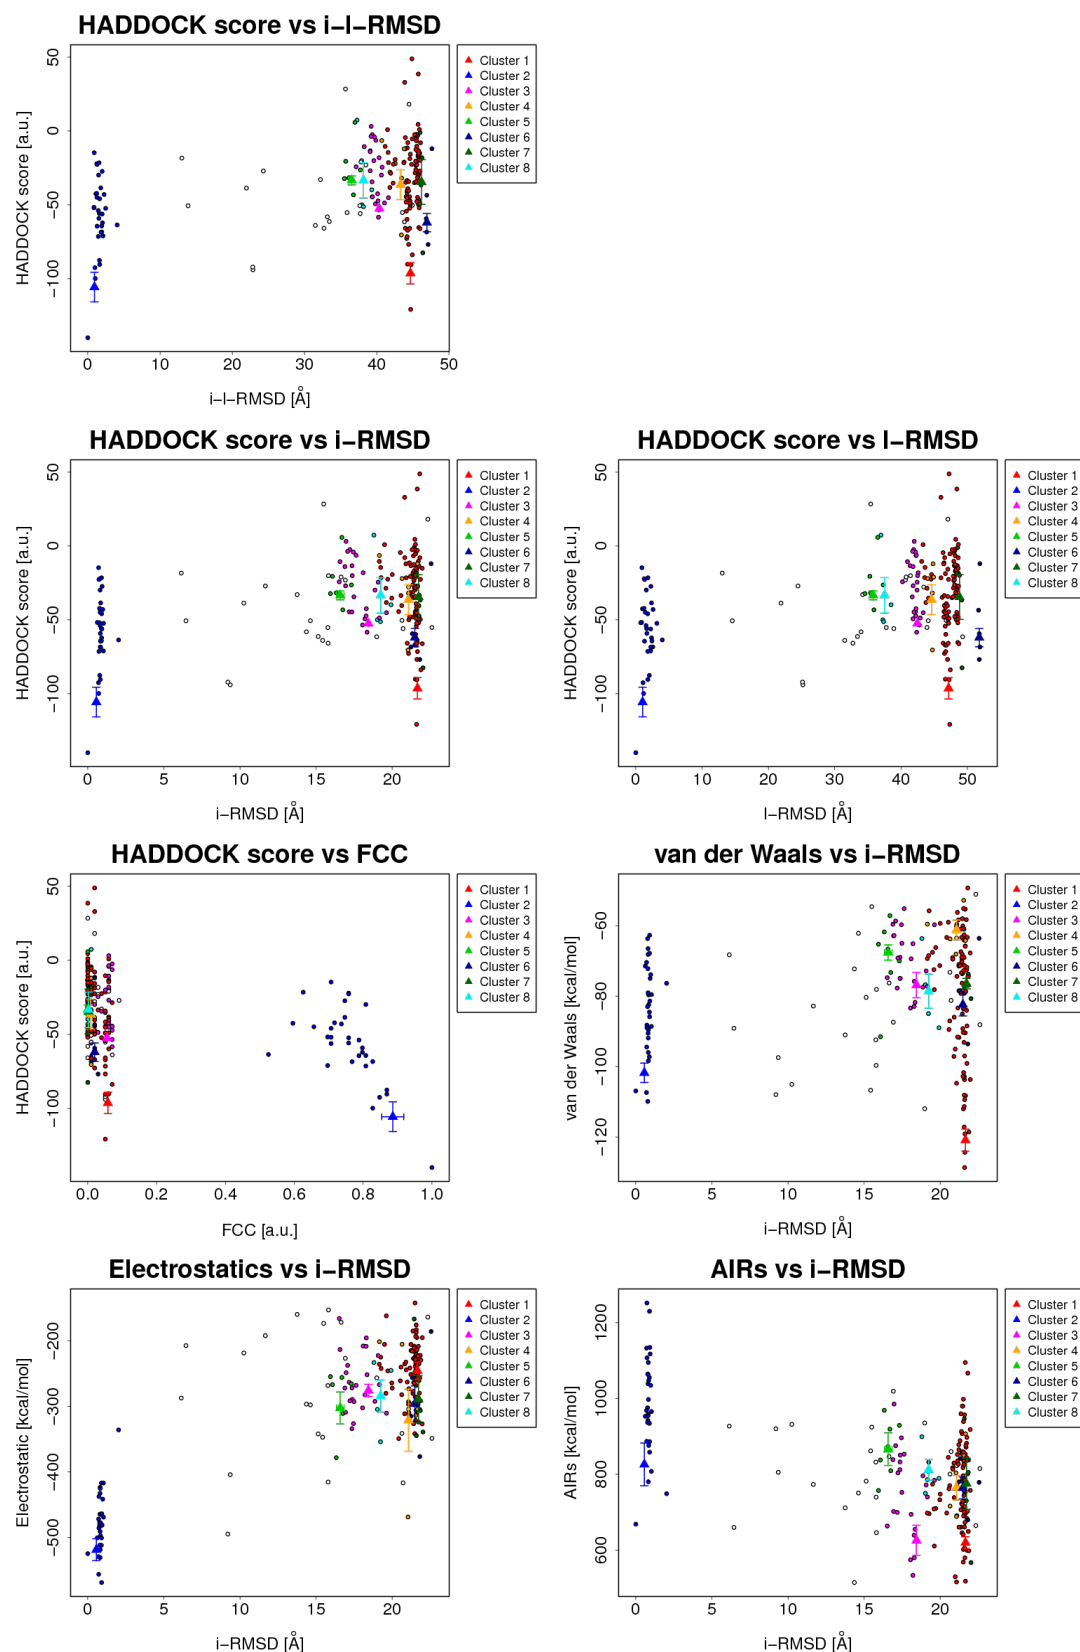 HADDOCK score vs i−l−RMSD
HADDOCK score [a.u.]
50
0
−50
−100
0 10 20 30 40 50
i−l−RMSD [Å]
Cluster 1
Cluster 2
Cluster 3
Cluster 4
Cluster 5
Cluster 6
Cluster 7
Cluster 8
HADDOCK score vs i−RMSD
HADDOCK score [a.u.]
50
0
−50
−100
0 5 10 15 20
i−RMSD [Å]
Cluster 1
Cluster 2
Cluster 3
Cluster 4
Cluster 5
Cluster 6
Cluster 7
Cluster 8
HADDOCK score vs l−RMSD
HADDOCK score [a.u.]
50
0
−50
−100
0 10 20 30 40 50
l−RMSD [Å]
Cluster 1
Cluster 2
Cluster 3
Cluster 4
Cluster 5
Cluster 6
Cluster 7
Cluster 8
HADDOCK score vs FCC
HADDOCK score [a.u.]
50
0
−50
−100
0.0 0.2 0.4 0.6 0.8 1.0
FCC [a.u.]
Cluster 1
Cluster 2
Cluster 3
Cluster 4
Cluster 5
Cluster 6
Cluster 7
Cluster 8
van der Waals vs i−RMSD
van der Waals [kcal/mol]
−60
−80
−100
−120
0 5 10 15 20
i−RMSD [Å]
Cluster 1
Cluster 2
Cluster 3
Cluster 4
Cluster 5
Cluster 6
Cluster 7
Cluster 8
Electrostatics vs i−RMSD
Electrostatic [kcal/mol]
−200
−300
−400
−500
0 5 10 15 20
i−RMSD [Å]
Cluster 1
Cluster 2
Cluster 3
Cluster 4
Cluster 5
Cluster 6
Cluster 7
Cluster 8
AIRs vs i−RMSD
AIRs [kcal/mol]
1200
1000
800
600
0 5 10 15 20
i−RMSD [Å]
Cluster 1
Cluster 2
Cluster 3
Cluster 4
Cluster 5
Cluster 6
Cluster 7
Cluster 8